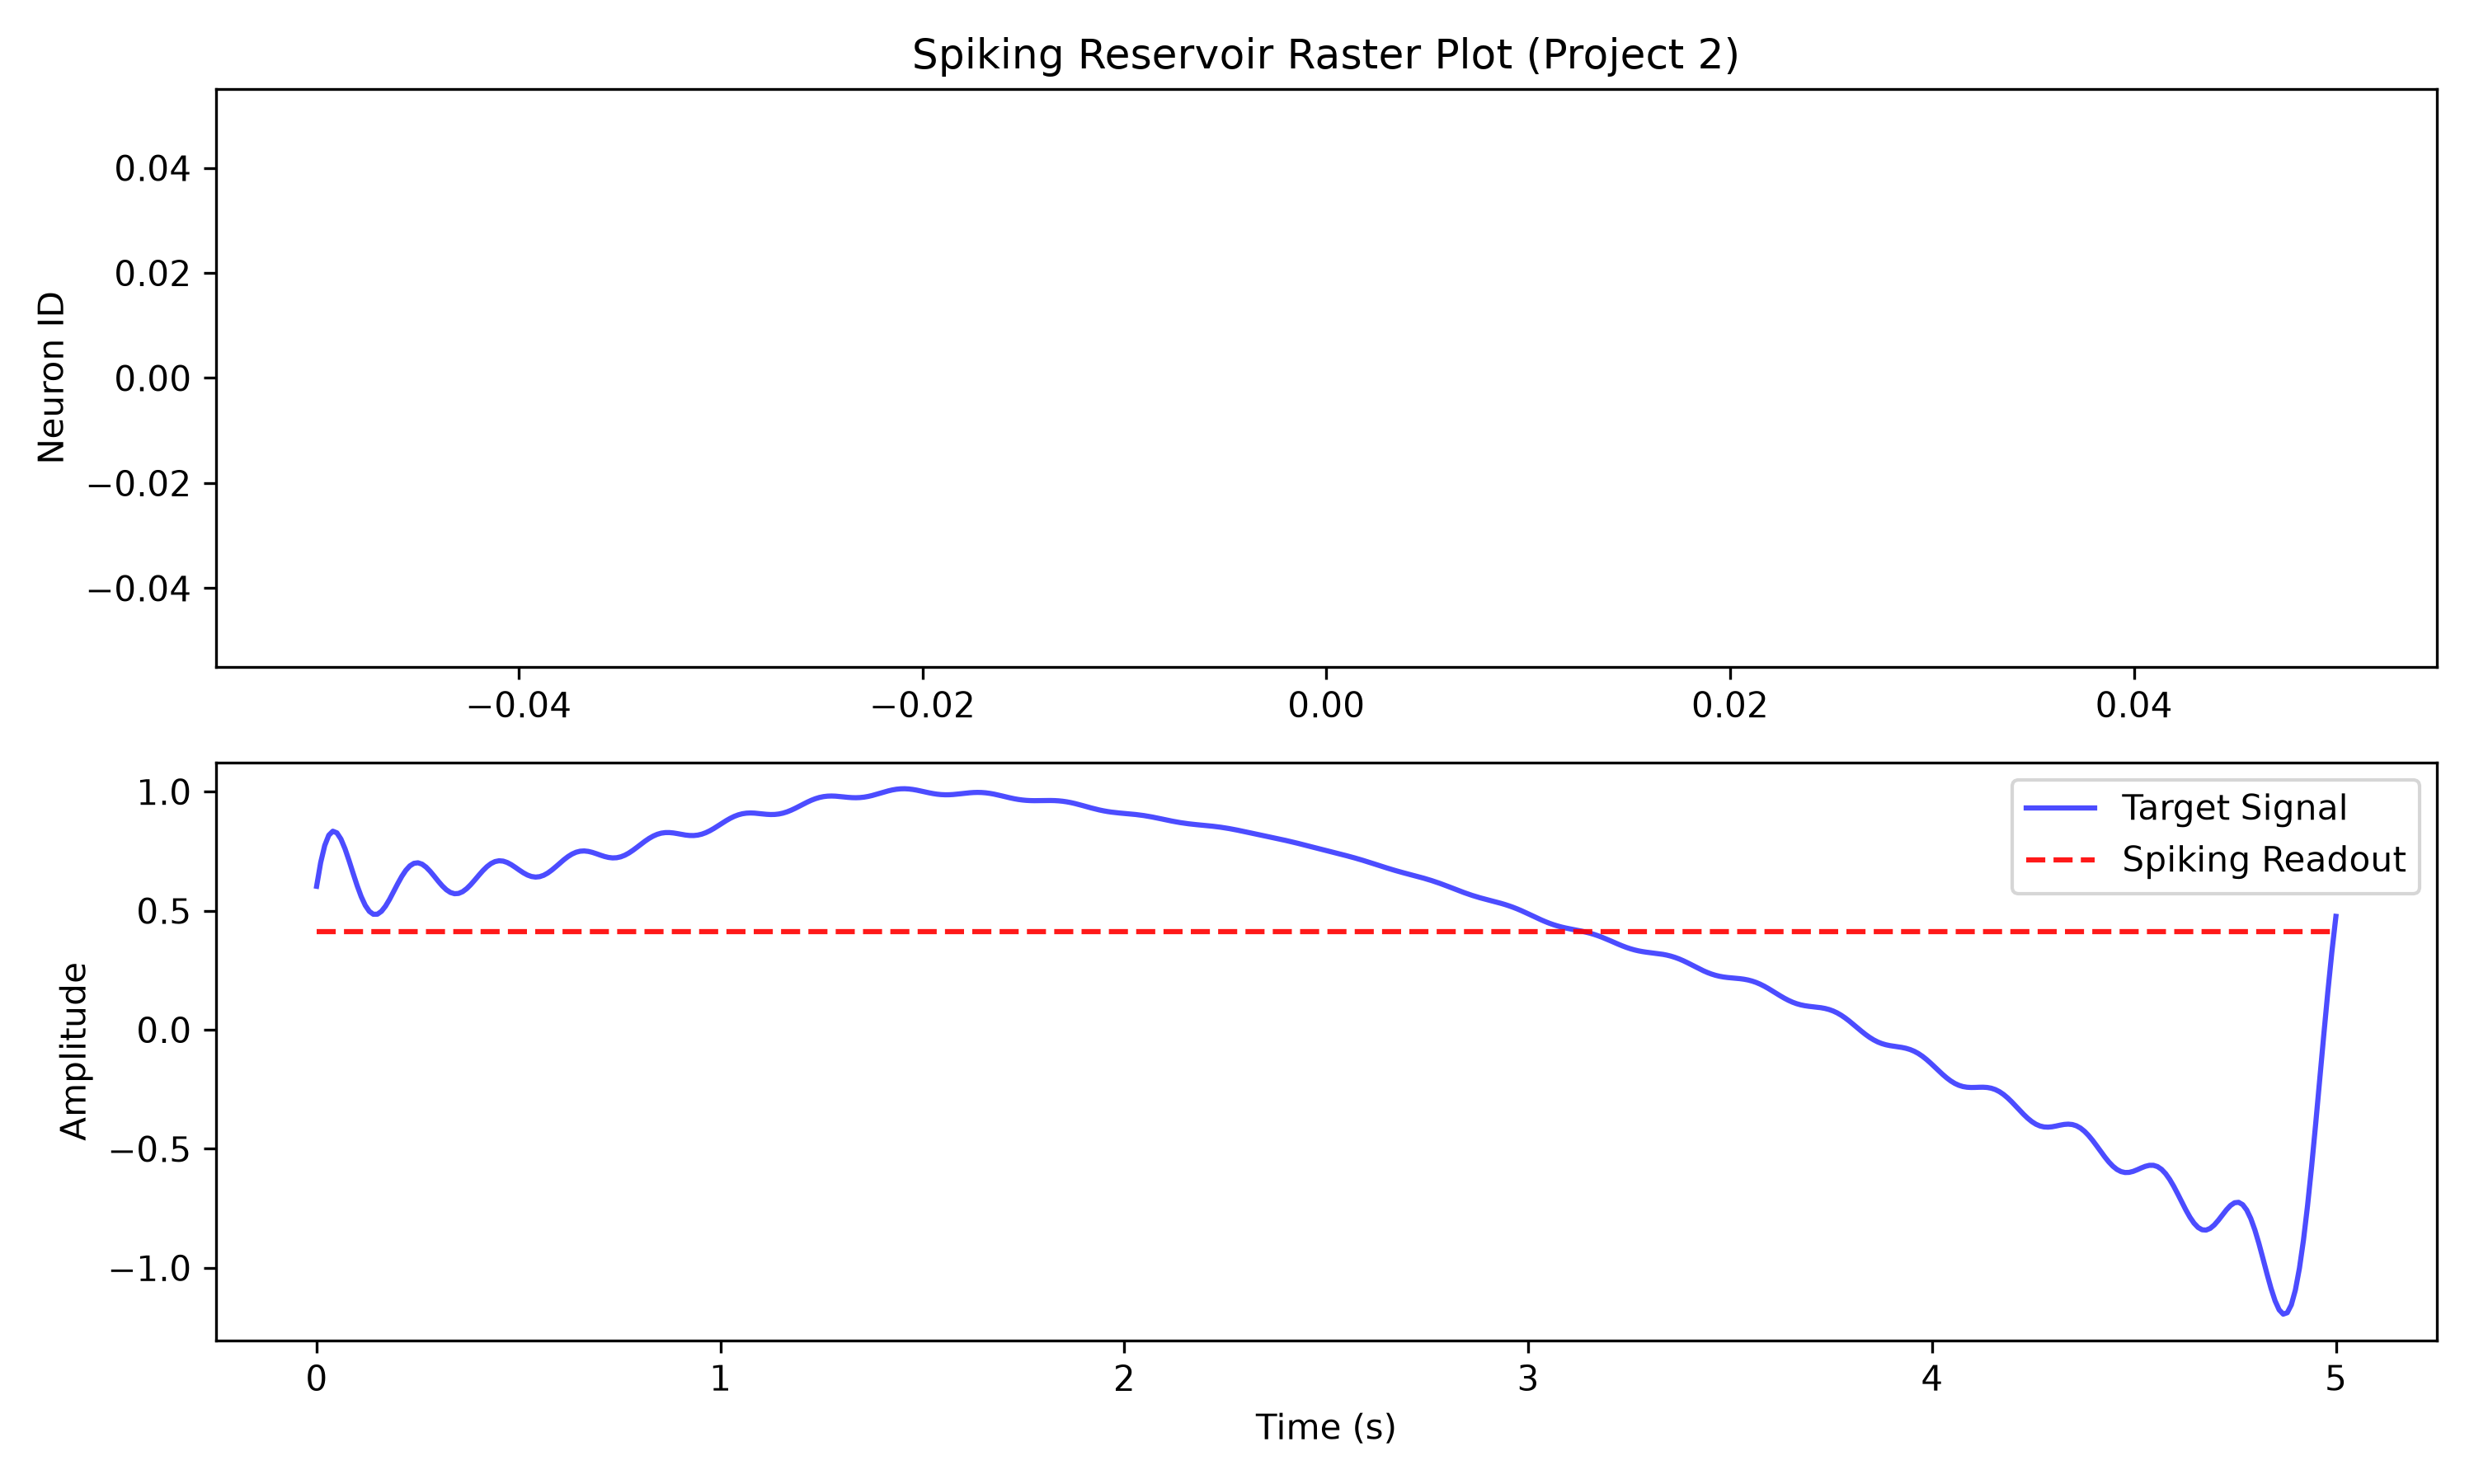 Spiking Reservoir Raster Plot (Project 2)
Neuron ID
0.04
0.02
0.00
−0.02
−0.04
−0.04 −0.02 0.00 0.02 0.04
Target Signal
Spiking Readout
Amplitude
1.0
0.5
0.0
−0.5
−1.0
0 1 2 3 4 5
Time (s)